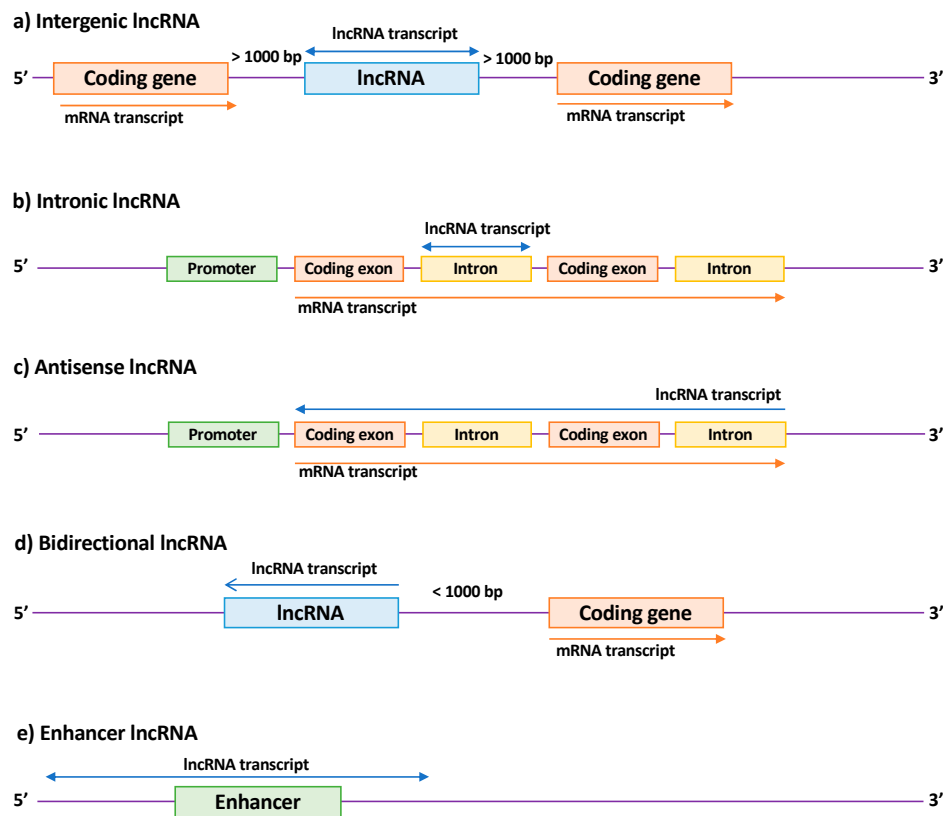 a) Intergenic lncRNA
lncRNA transcript
> 1000 bp
> 1000 bp
5’
Coding gene
lncRNA
Coding gene
3’
mRNA transcript
mRNA transcript
b) Intronic lncRNA
lncRNA transcript
5’
Promoter
Coding exon
Intron
Coding exon
Intron
3’
mRNA transcript
c) Antisense lncRNA
lncRNA transcript
5’
Promoter
Coding exon
Intron
Coding exon
Intron
3’
mRNA transcript
d) Bidirectional lncRNA
lncRNA transcript
< 1000 bp
5’
lncRNA
Coding gene
3’
mRNA transcript
e) Enhancer lncRNA
lncRNA transcript
5’
Enhancer
3’